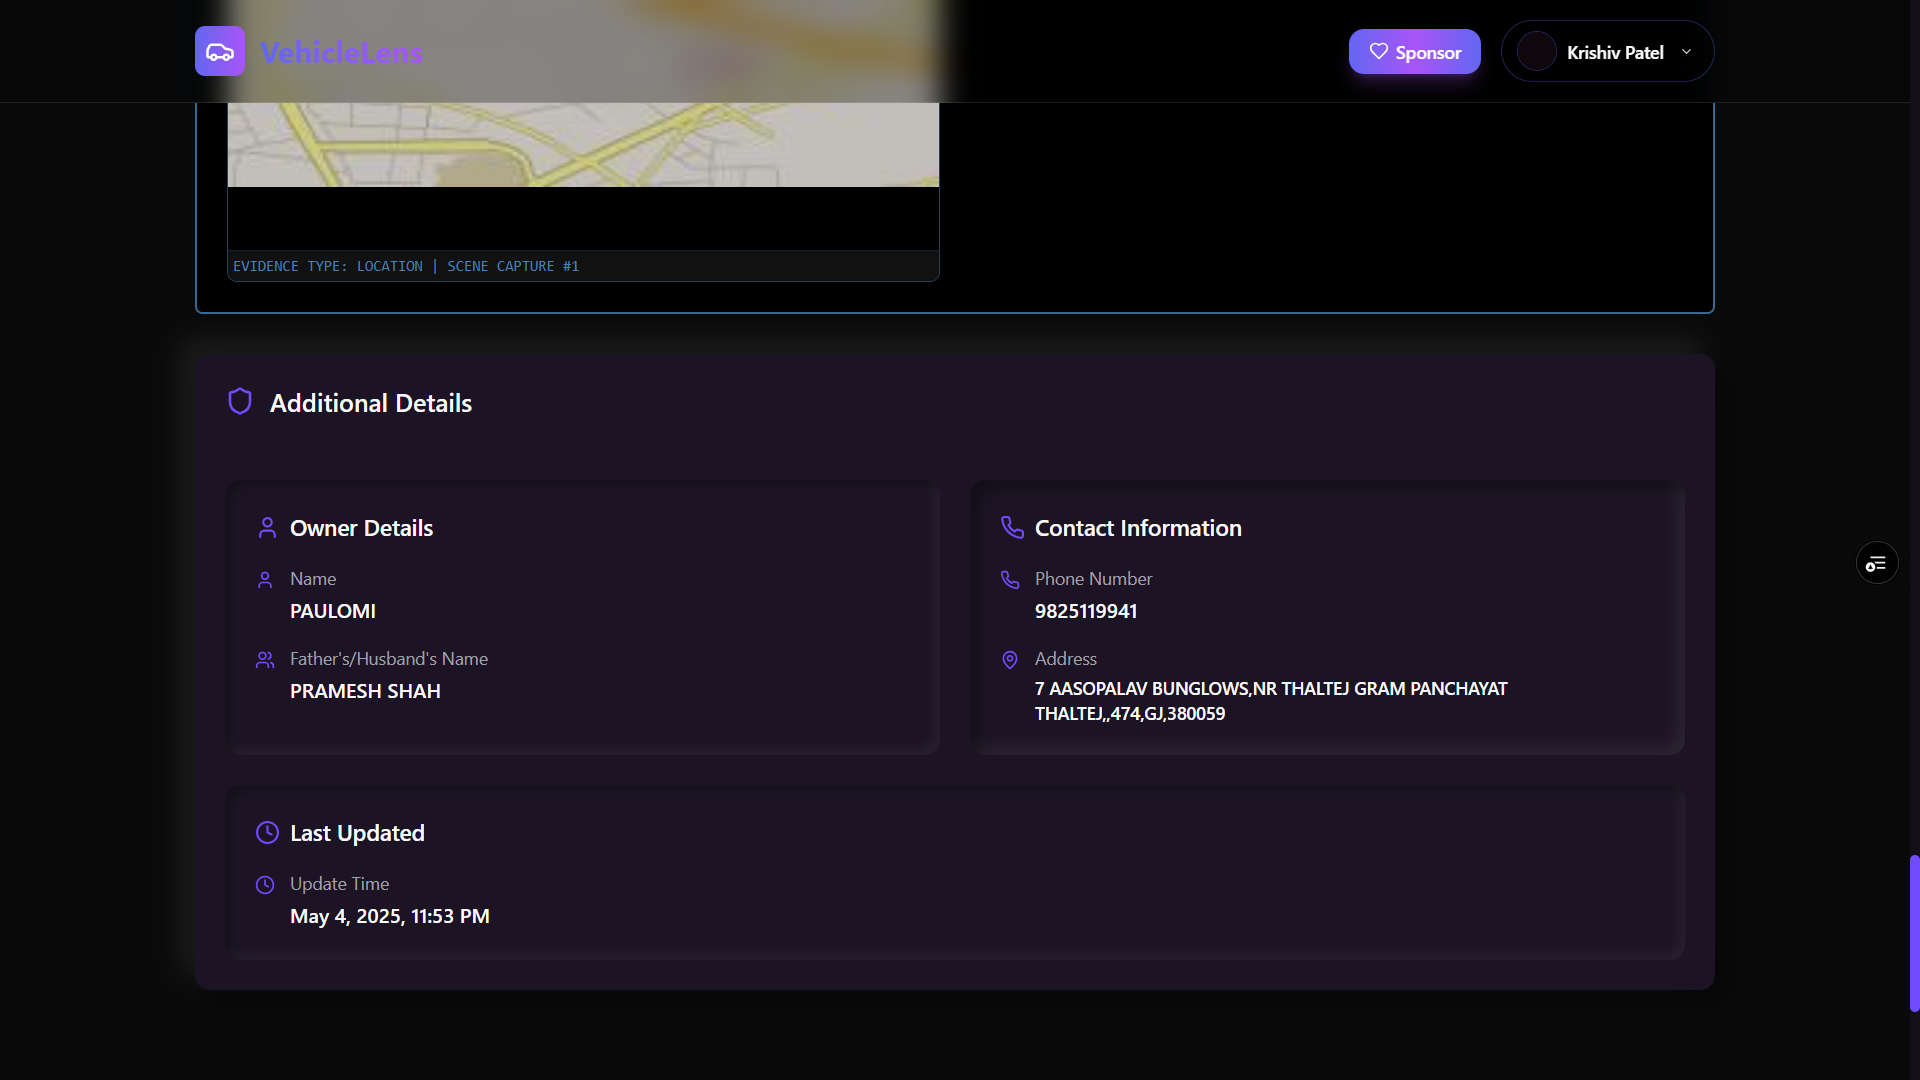 VehicleLens
Sponsor
Krishiv Patel
EVIDENCE TYPE: LOCATION | SCENE CAPTURE #1
Additional Details
Owner Details
Name
PAULOMI
Father's/Husband's Name
PRAMESH SHAH
Contact Information
Phone Number
9825119941
Address
7 AASOPALAV BUNGLOWS,NR THALTEJ GRAM PANCHAYAT
THALTEJ,,474,GJ,380059
Last Updated
Update Time
May 4, 2025, 11:53 PM